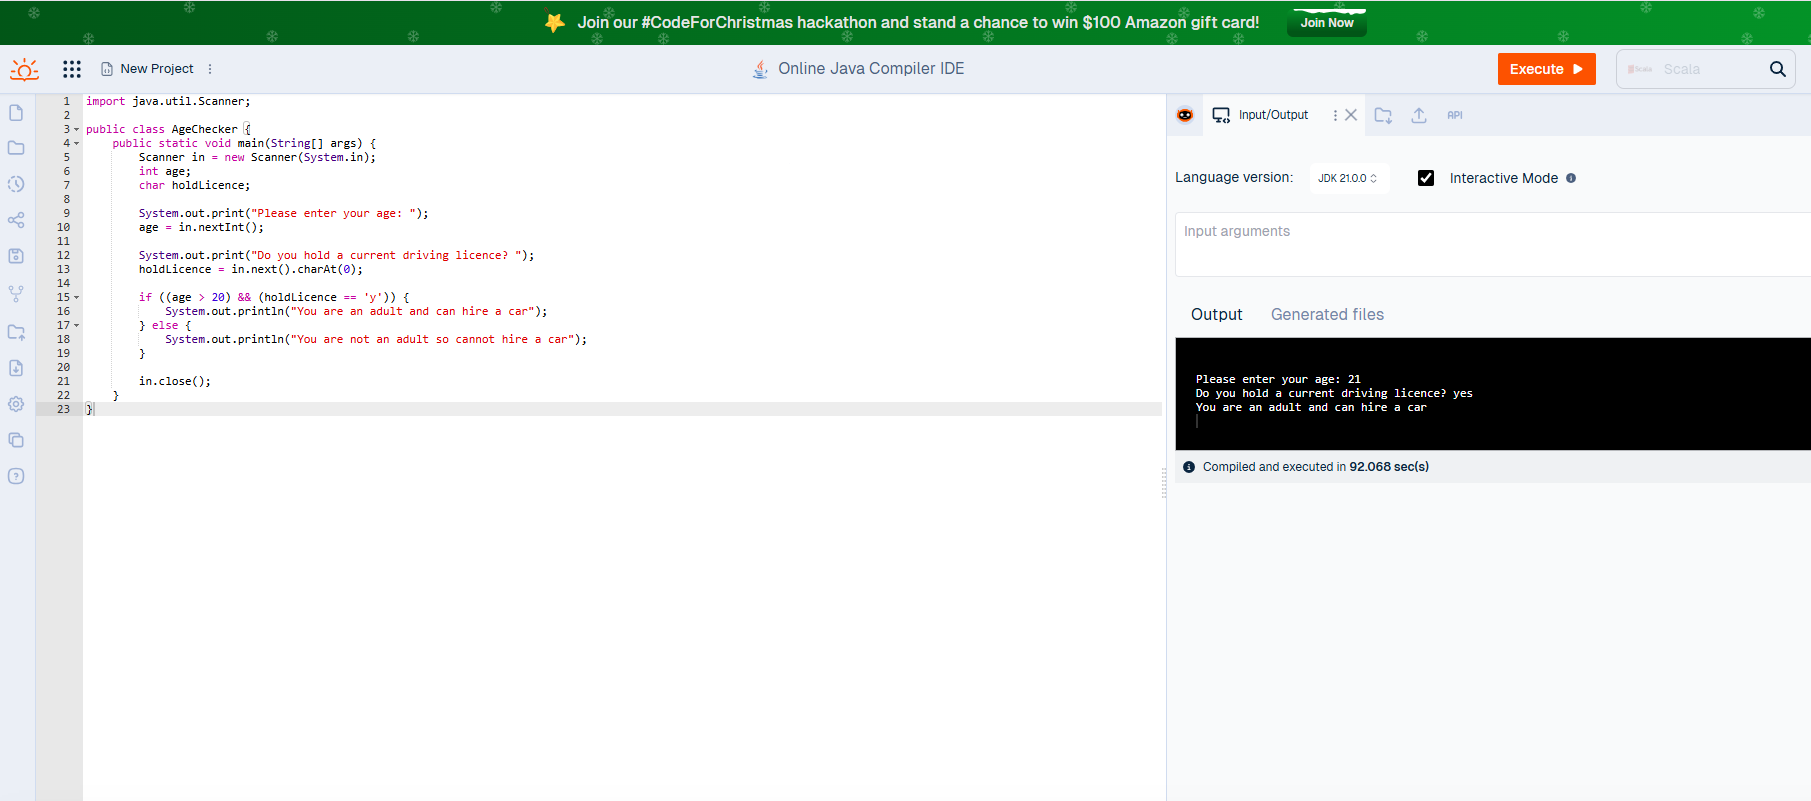 Join our #CodeForChristmas hackathon and stand a chance to win $100 Amazon gift card!
Join Now
New Project
Online Java Compiler IDE
Execute
Scala
Scala
1 import java.util.Scanner;
2
3 public class AgeChecker {
4 public static void main(String[] args) {
5 Scanner in = new Scanner(System.in);
6 int age;
7 char holdLicence;
8
9 System.out.print("Please enter your age: ");
10 age = in.nextInt();
11
12 System.out.print("Do you hold a current driving licence? ");
13 holdLicence = in.next().charAt(0);
14
15 if ((age > 20) && (holdLicence == 'y')) {
16 System.out.println("You are an adult and can hire a car");
17 } else {
18 System.out.println("You are not an adult so cannot hire a car");
19 }
20
21 in.close();
22 }
23 }
Input/Output
API
Language version:
JDK 21.0.0
Interactive Mode
Input arguments
Output
Generated files
Please enter your age: 21
Do you hold a current driving licence? yes
You are an adult and can hire a car
Compiled and executed in 92.068 sec(s)